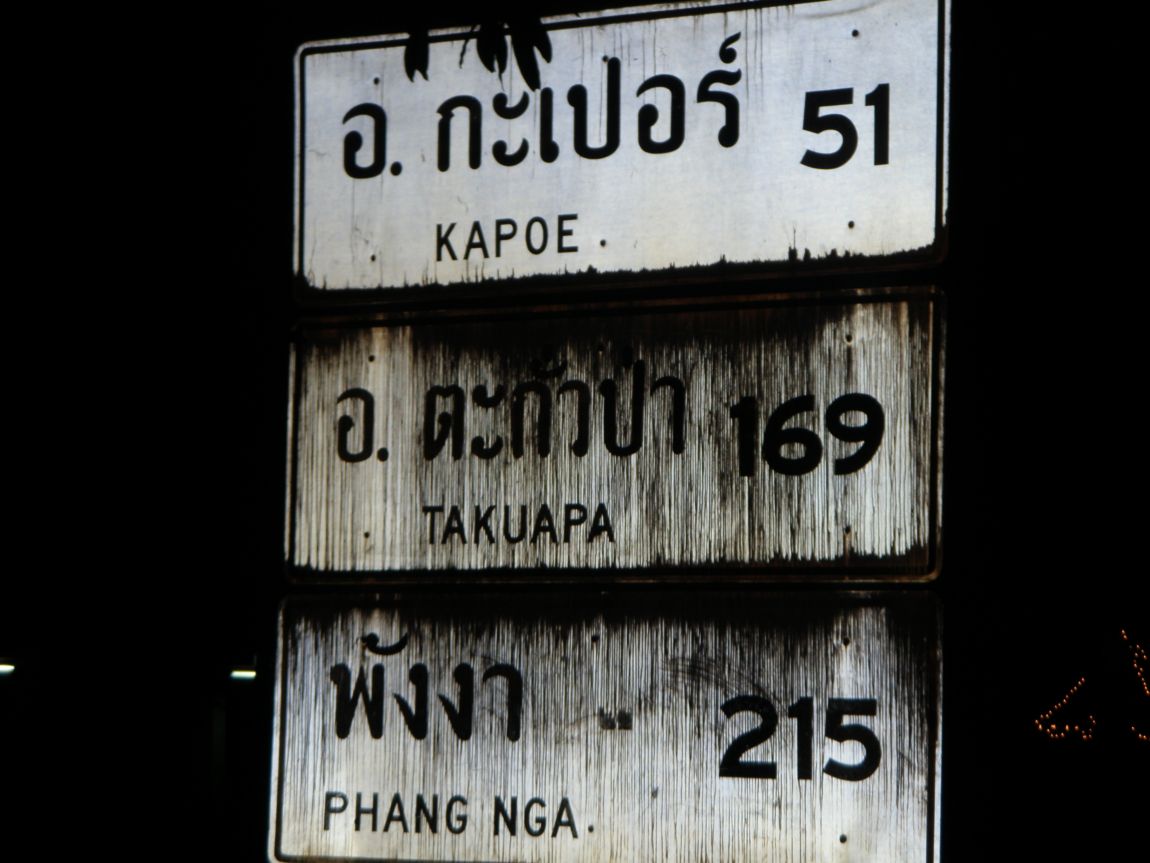 อ. กะเปอร์ 51
KAPOE
อ. ตะกั่วป่า 169
TAKUAPA
พังงา 215
PHANG NGA